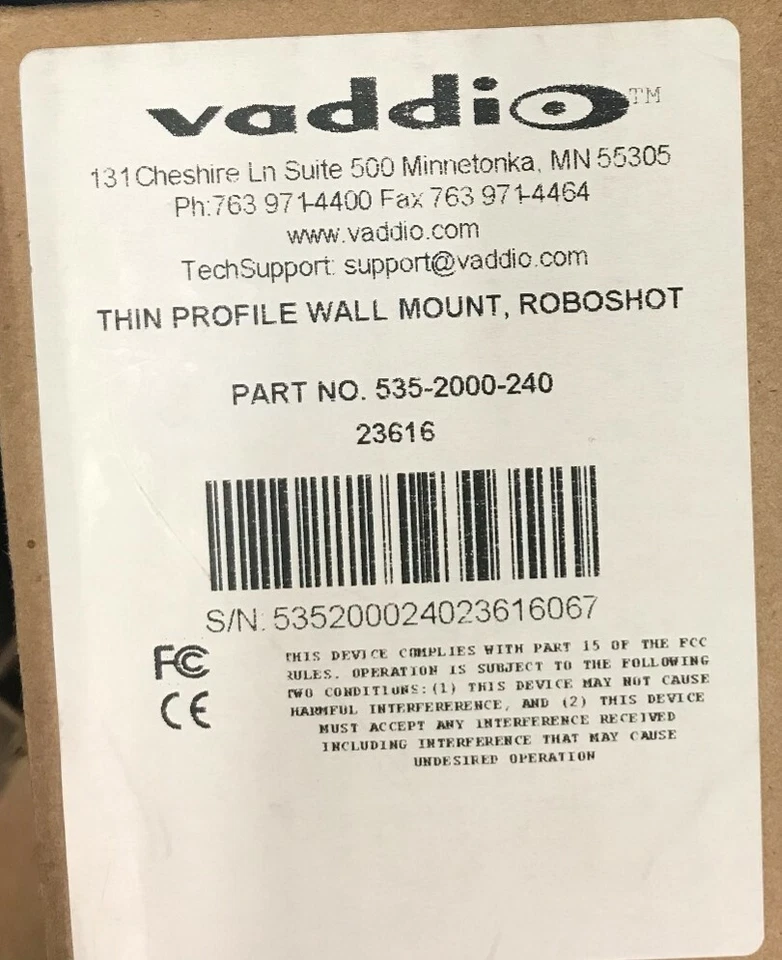 vaddio™
131 Cheshire Ln Suite 500 Minnetonka, MN 55305
Ph:763 971-4400 Fax 763 971-4464
www.vaddio.com
TechSupport: support@vaddio.com
THIN PROFILE WALL MOUNT, ROBOSHOT
PART NO. 535-2000-240
23616
S/N: 535200024023616067
FC
CE
THIS DEVICE COMPLIES WITH PART 15 OF THE FCC
RULES. OPERATION IS SUBJECT TO THE FOLLOWING
TWO CONDITIONS: (1) THIS DEVICE MAY NOT CAUSE
HARMFUL INTERFERERENCE, AND (2) THIS DEVICE
MUST ACCEPT ANY INTERFERENCE RECEIVED
INCLUDING INTERFERENCE THAT MAY CAUSE
UNDESIRED OPERATION